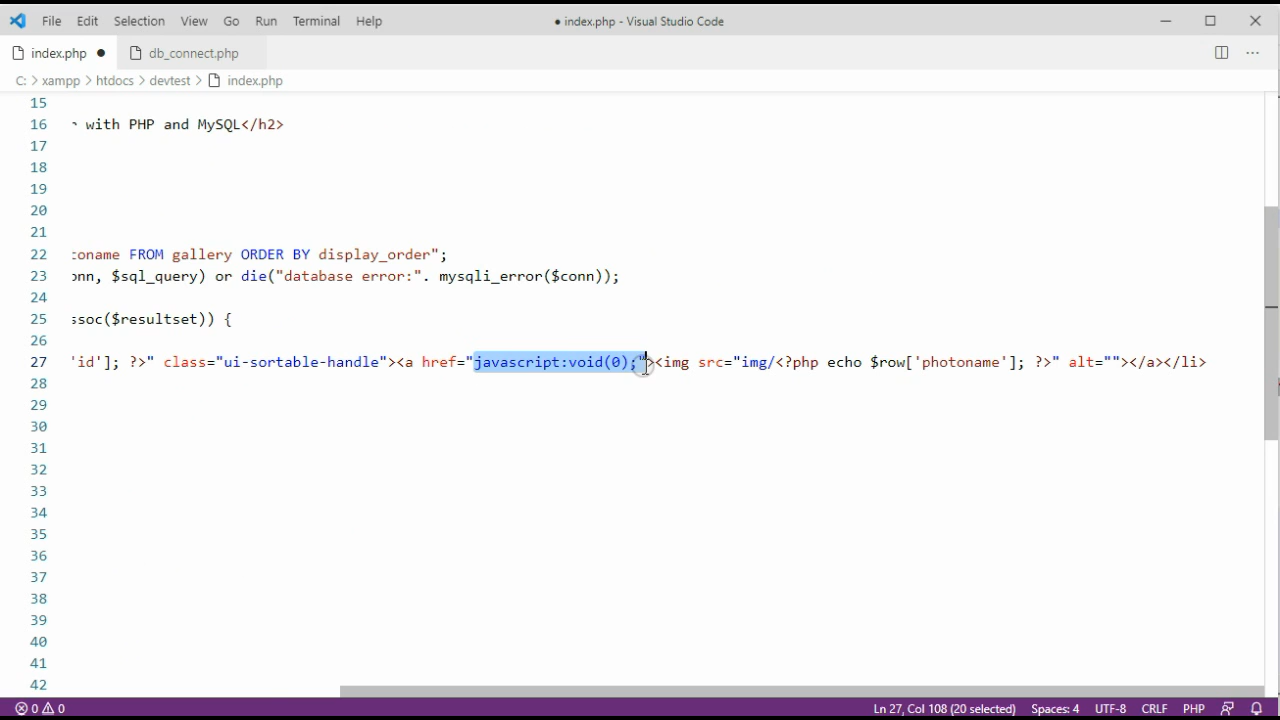 File Edit Selection View Go Run Terminal Help ● index.php - Visual Studio Code
index.php ● db_connect.php
C: > xampp > htdocs > devtest > index.php
15
16 with PHP and MySQL</h2>
17
18
19
20
21
22 :oname FROM gallery ORDER BY display_order";
23 onn, $sql_query) or die("database error:". mysqli_error($conn));
24
25 ssoc($resultset)) {
26
27 'id']; ?>" class="ui-sortable-handle"><a href="javascript:void(0);"><img src="img/<?php echo $row['photoname']; ?>" alt=""></a></li>
28
29
30
31
32
33
34
35
36
37
38
39
40
41
42
0 0 Ln 27, Col 108 (20 selected) Spaces: 4 UTF-8 CRLF PHP